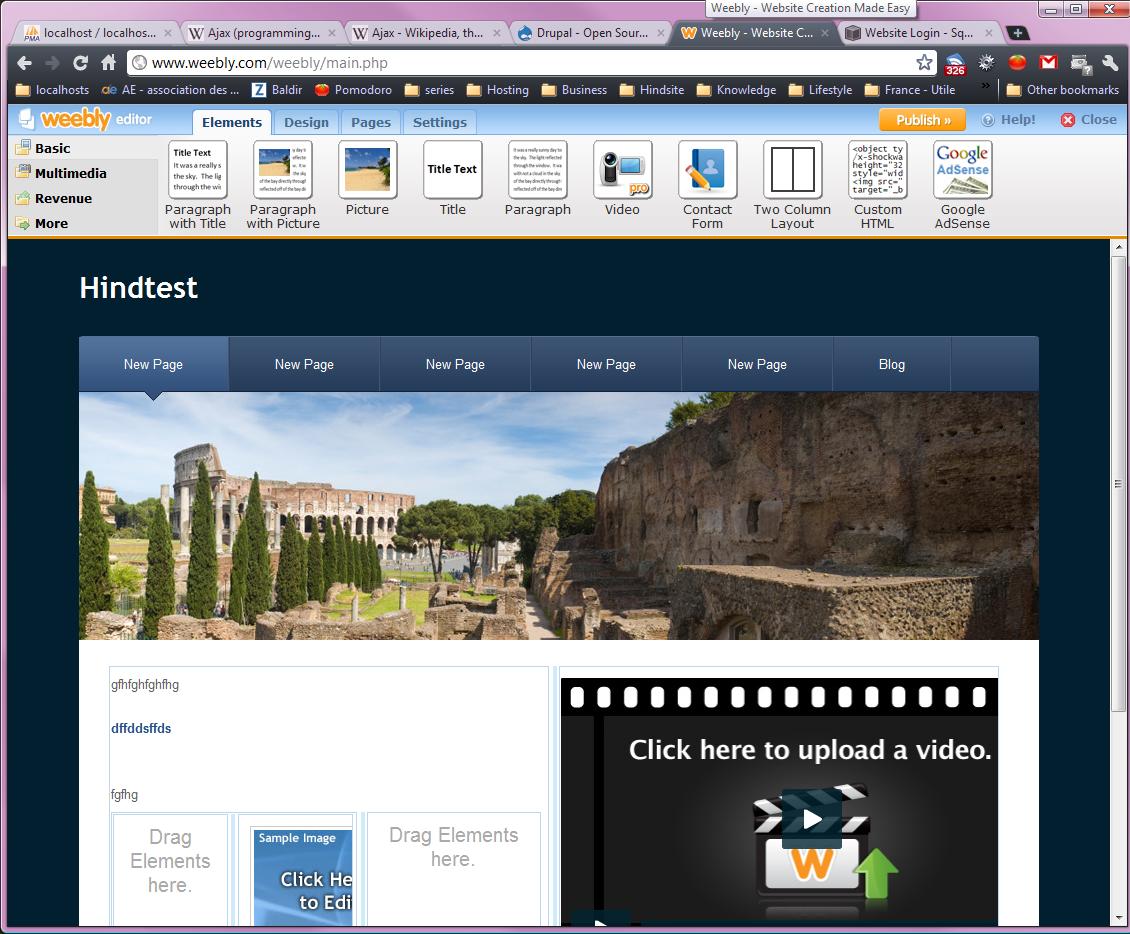 Weebly - Website Creation Made Easy
localhost / localhos...
Ajax (programming...
Ajax - Wikipedia, th...
Drupal - Open Sour...
Weebly - Website C...
Website Login - Sq...
www.weebly.com/weebly/main.php
326
localhosts
ae AE - association des ...
Z Baldir
Pomodoro
series
Hosting
Business
Hindsite
Knowledge
Lifestyle
France - Utile
»
Other bookmarks
weebly editor
Elements
Design
Pages
Settings
Publish »
Help!
Close
Basic
Multimedia
Revenue
More
Title Text
It was a really s
the sky. The lig
through the wi
Paragraph
with Title
Paragraph
with Picture
Picture
Title Text
Title
Paragraph
pro
Video
Contact
Form
Two Column
Layout
<object ty
/x-shockwa
height="32
style="wid
<img src="
target="_b
Custom
HTML
Google
AdSense
Google
AdSense
Hindtest
New Page
New Page
New Page
New Page
New Page
Blog
gfhfghfghfhg
dffddsffds
fgfhg
Drag
Elements
here.
Sample Image
Click He
to Edi
Drag Elements
here.
Click here to upload a video.
W